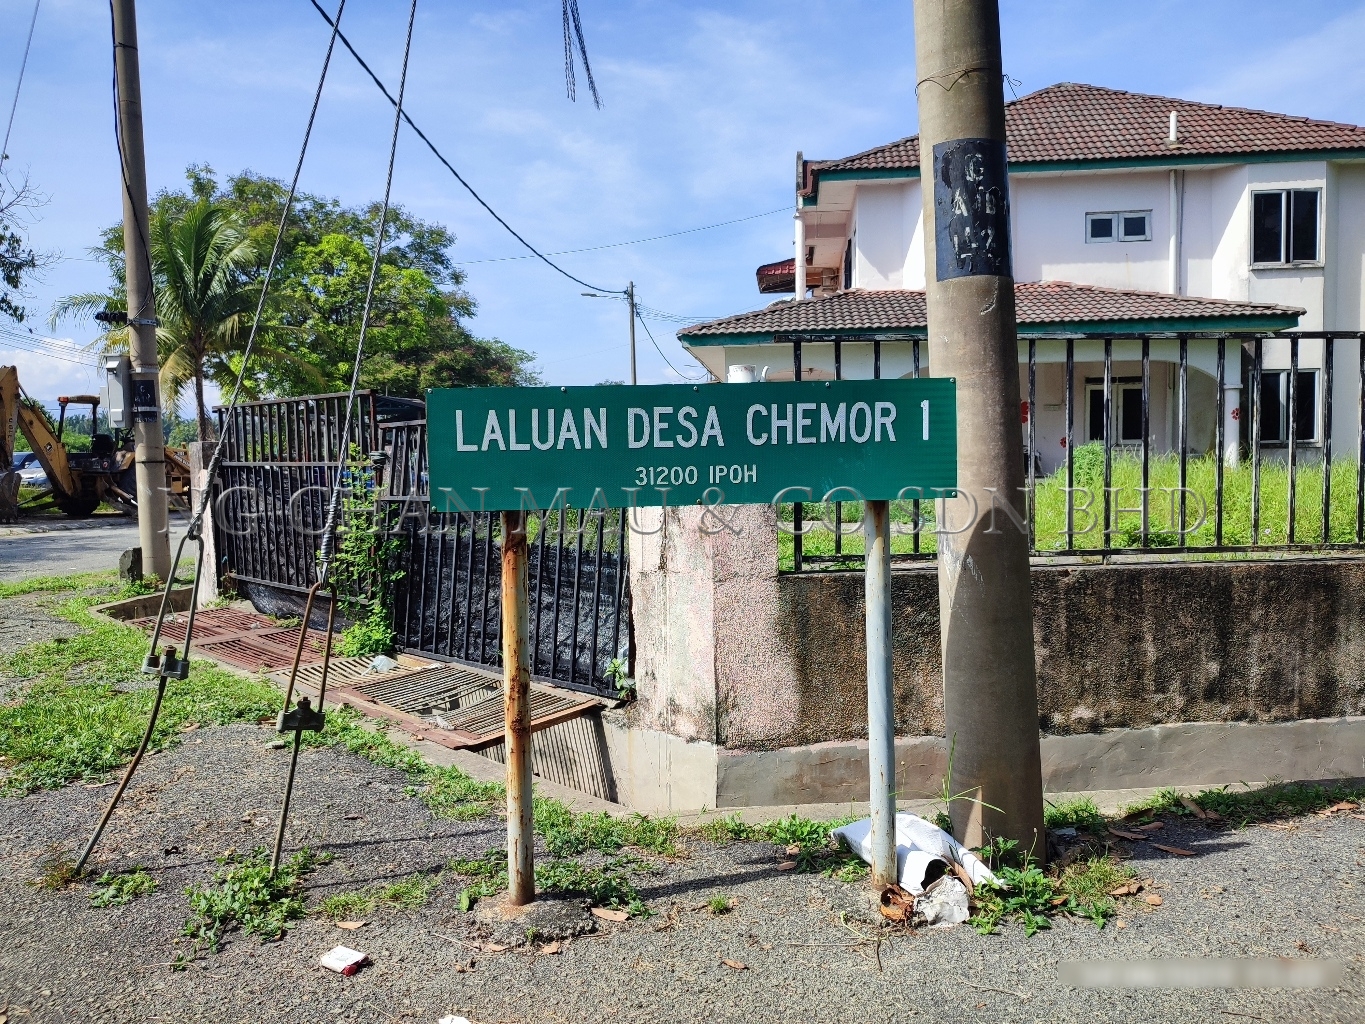 LALUAN DESA CHEMOR 1
31200 IPOH
NG CHAN MAU & CO SDN BHD